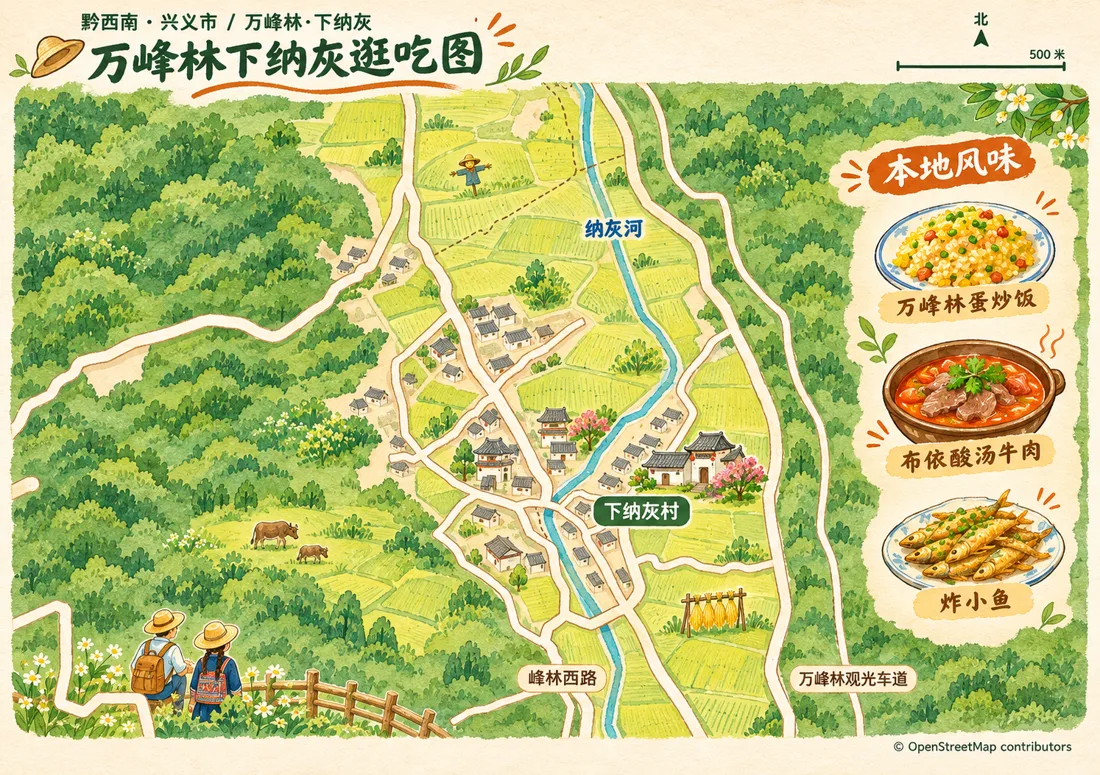 黔西南 · 兴义市 / 万峰林·下纳灰
万峰林下纳灰逛吃图
北
500 米
本地风味
纳灰河
万峰林蛋炒饭
布依酸汤牛肉
下纳灰村
炸小鱼
峰林西路
万峰林观光车道
© OpenStreetMap contributors